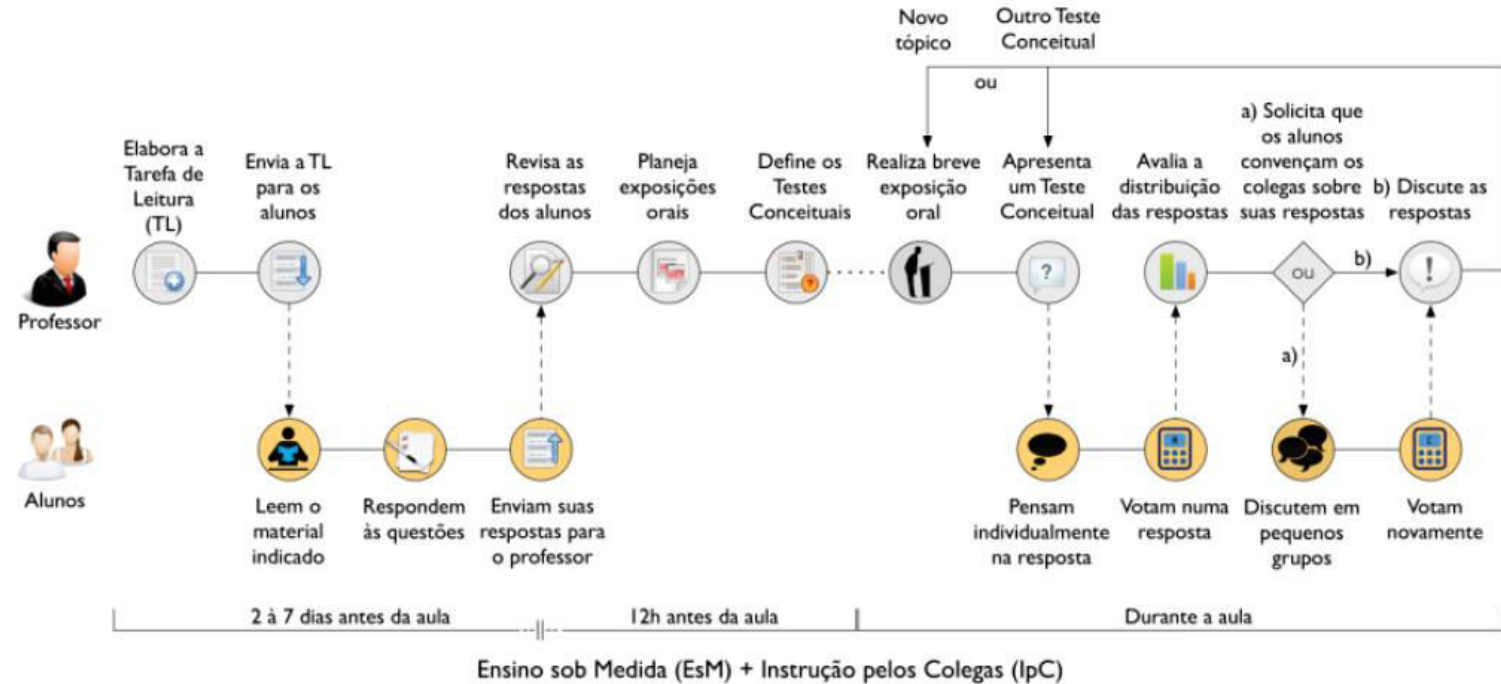 Novo
tópico
Outro Teste
Conceitual
ou
Elabora a
Tarefa de
Leitura
(TL)
Envia a TL
para os
alunos
Revisa as
respostas
dos alunos
Planeja
exposições
orais
Define os
Testes
Conceituais
Realiza breve
exposição
oral
Apresenta
um Teste
Conceitual
Avalia a
distribuição
das respostas
a) Solicita que
os alunos
convençam os
colegas sobre
suas respostas
b) Discute as
respostas
?
ou
b)
!
Professor
a)
Alunos
Leem o
material
indicado
Respondem
às questões
Enviam suas
respostas para
o professor
Pensam
individualmente
na resposta
Votam numa
resposta
Discutem em
pequenos
grupos
Votam
novamente
2 à 7 dias antes da aula
12h antes da aula
Durante a aula
Ensino sob Medida (EsM) + Instrução pelos Colegas (IpC)